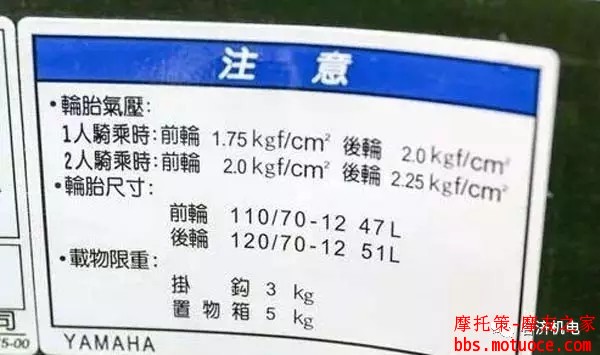 注 意
·輪胎氣壓:
1人騎乘時:前輪 1.75 kgf/cm² 後輪 2.0 kgf/cm²
2人騎乘時:前輪 2.0 kgf/cm² 後輪 2.25 kgf/cm²
·輪胎尺寸:
前輪 110/70-12 47L
後輪 120/70-12 51L
·載物限重:
掛 鈎 3 kg
置物箱 5 kg
YAMAHA
司
5-00
摩托策-摩友之家
bbs.motuoce.com